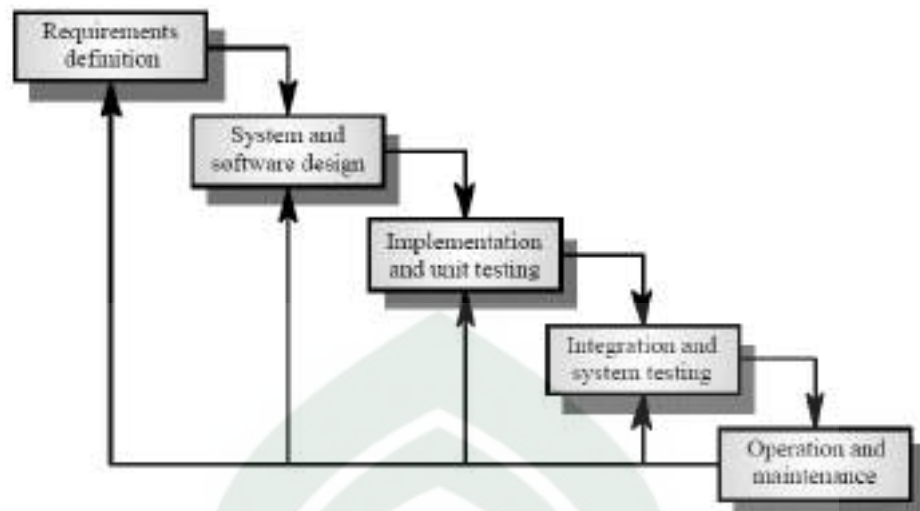 Requirements
definition
System and
software design
Implementation
and unit testing
Integration and
system testing
Operation and
maintenance